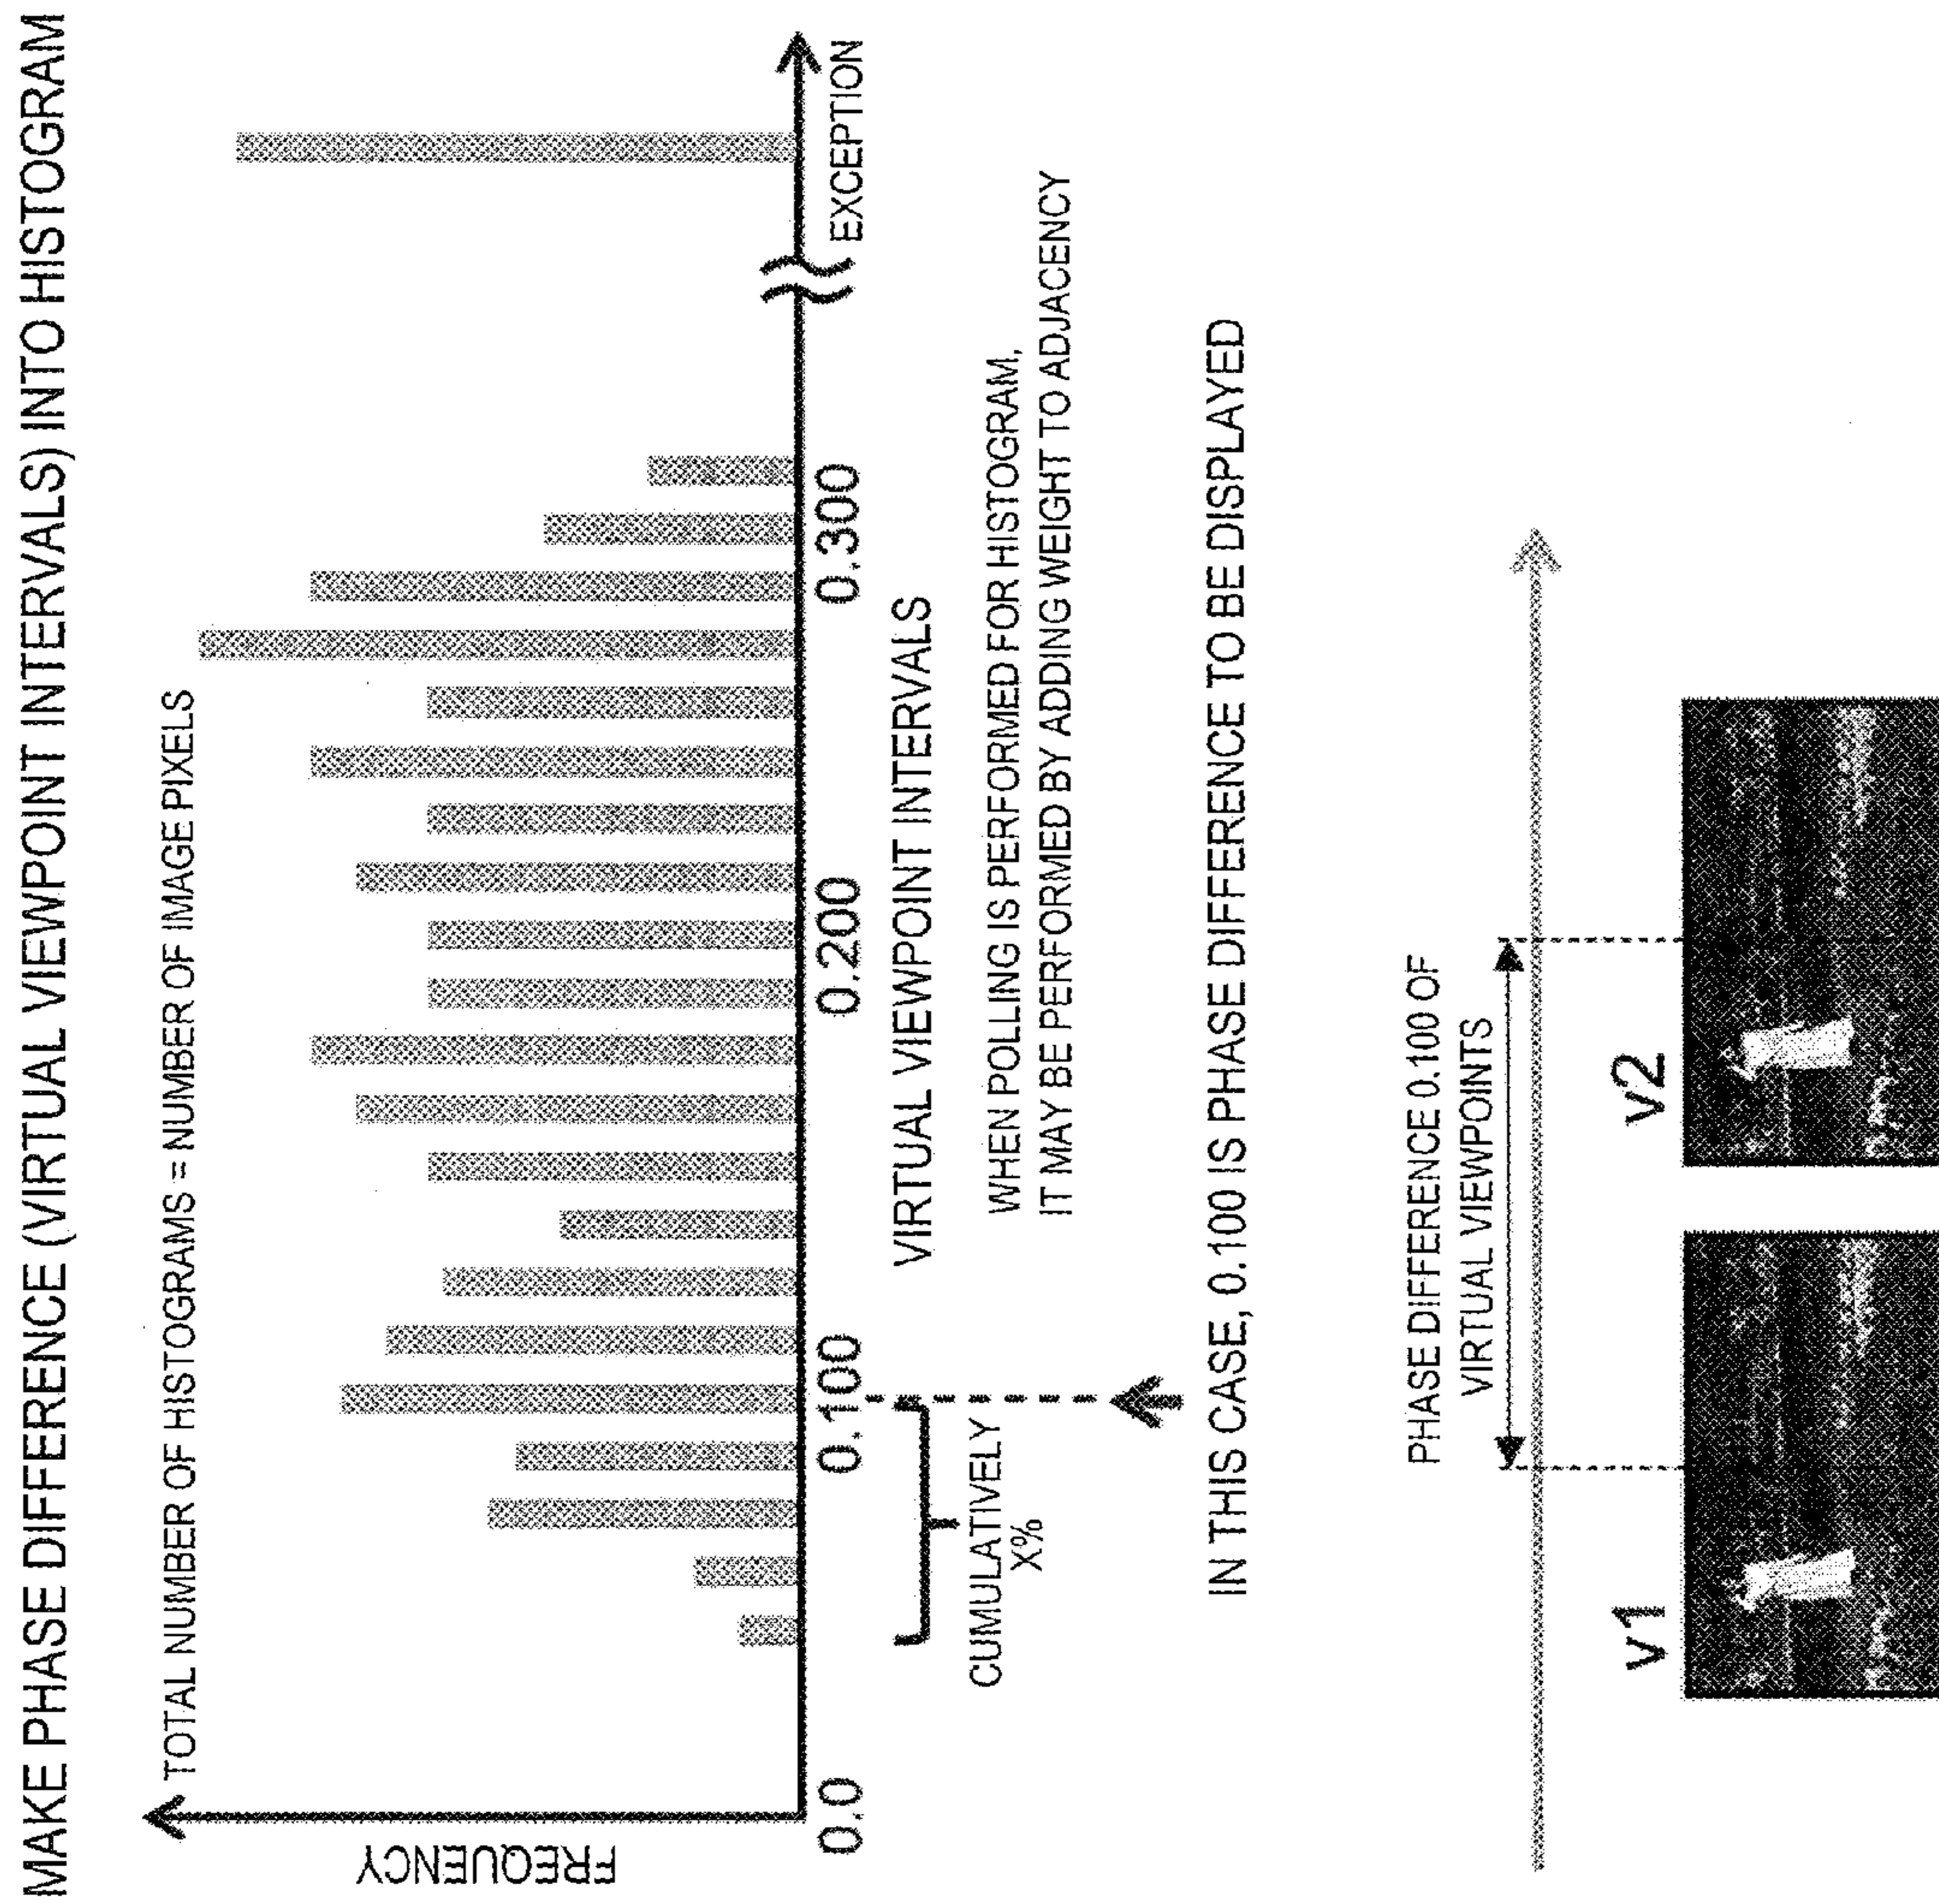 MAKE PHASE DIFFERENCE (VIRTUAL VIEWPOINT INTERVALS) INTO HISTOGRAM
TOTAL NUMBER OF HISTOGRAMS = NUMBER OF IMAGE PIXELS
FREQUENCY
0.0
0.100
0.200
0.300
EXCEPTION
VIRTUAL VIEWPOINT INTERVALS
CUMULATIVELY
X%
WHEN POLLING IS PERFORMED FOR HISTOGRAM,
IT MAY BE PERFORMED BY ADDING WEIGHT TO ADJACENCY
IN THIS CASE, 0.100 IS PHASE DIFFERENCE TO BE DISPLAYED
PHASE DIFFERENCE 0.100 OF
VIRTUAL VIEWPOINTS
v1
v2